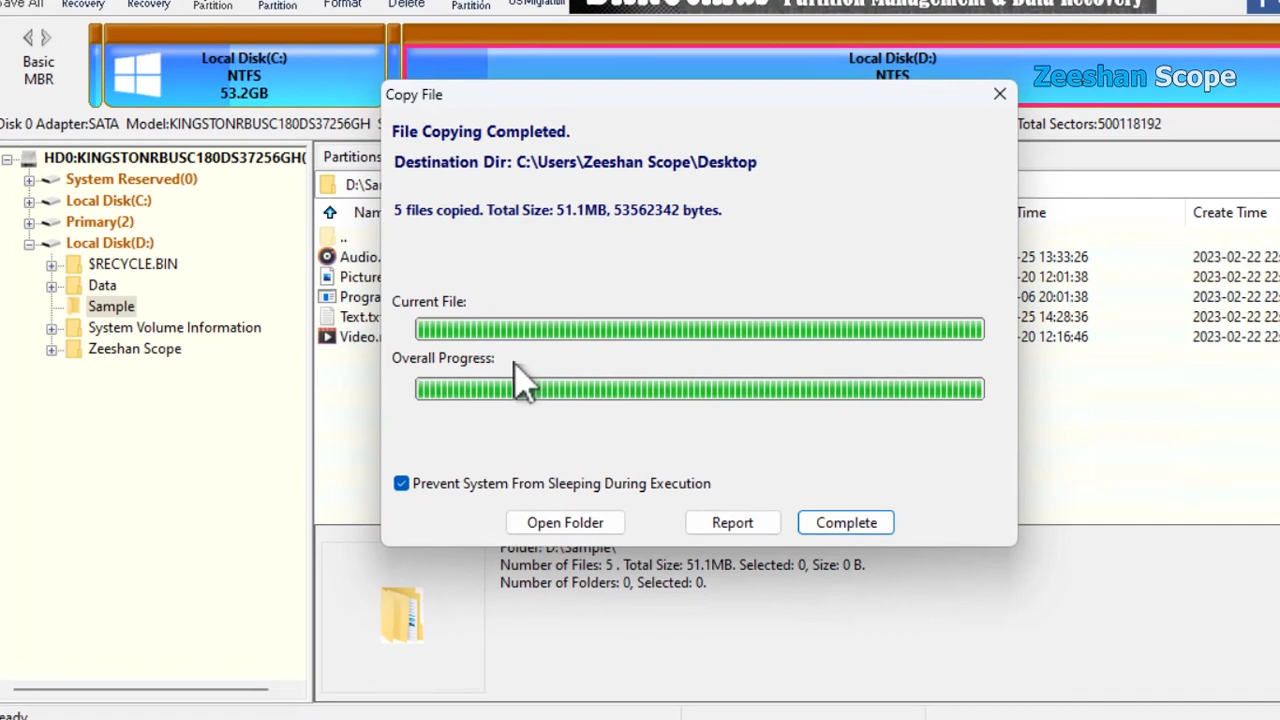 Save All Recovery Recovery Partition Partition Format Delete Partition OS Migration
Partition Management & Data Recovery
Basic
MBR
Local Disk(C:)
NTFS
53.2GB
Local Disk(D:)
NTFS
Zeeshan Scope
Disk 0 Adapter:SATA Model:KINGSTONRBUSC180DS37256GH
Total Sectors:500118192
HD0:KINGSTONRBUSC180DS37256GH(
System Reserved(0)
Local Disk(C:)
Primary(2)
Local Disk(D:)
$RECYCLE.BIN
Data
Sample
System Volume Information
Zeeshan Scope
Partitions
D:\Sa
Nam
Time
Create Time
..
Audio.
-25 13:33:26
2023-02-22 22:
Picture
-20 12:01:38
2023-02-22 22:
Progra
-06 20:01:38
2023-02-22 22:
Text.tx
-25 14:28:36
2023-02-22 22:
Video.
-20 12:16:46
2023-02-22 22:
Copy File
File Copying Completed.
Destination Dir: C:\Users\Zeeshan Scope\Desktop
5 files copied. Total Size: 51.1MB, 53562342 bytes.
Current File:
Overall Progress:
Prevent System From Sleeping During Execution
Open Folder
Report
Complete
Folder: D:\Sample\
Number of Files: 5 . Total Size: 51.1MB. Selected: 0, Size: 0 B.
Number of Folders: 0, Selected: 0.
eady